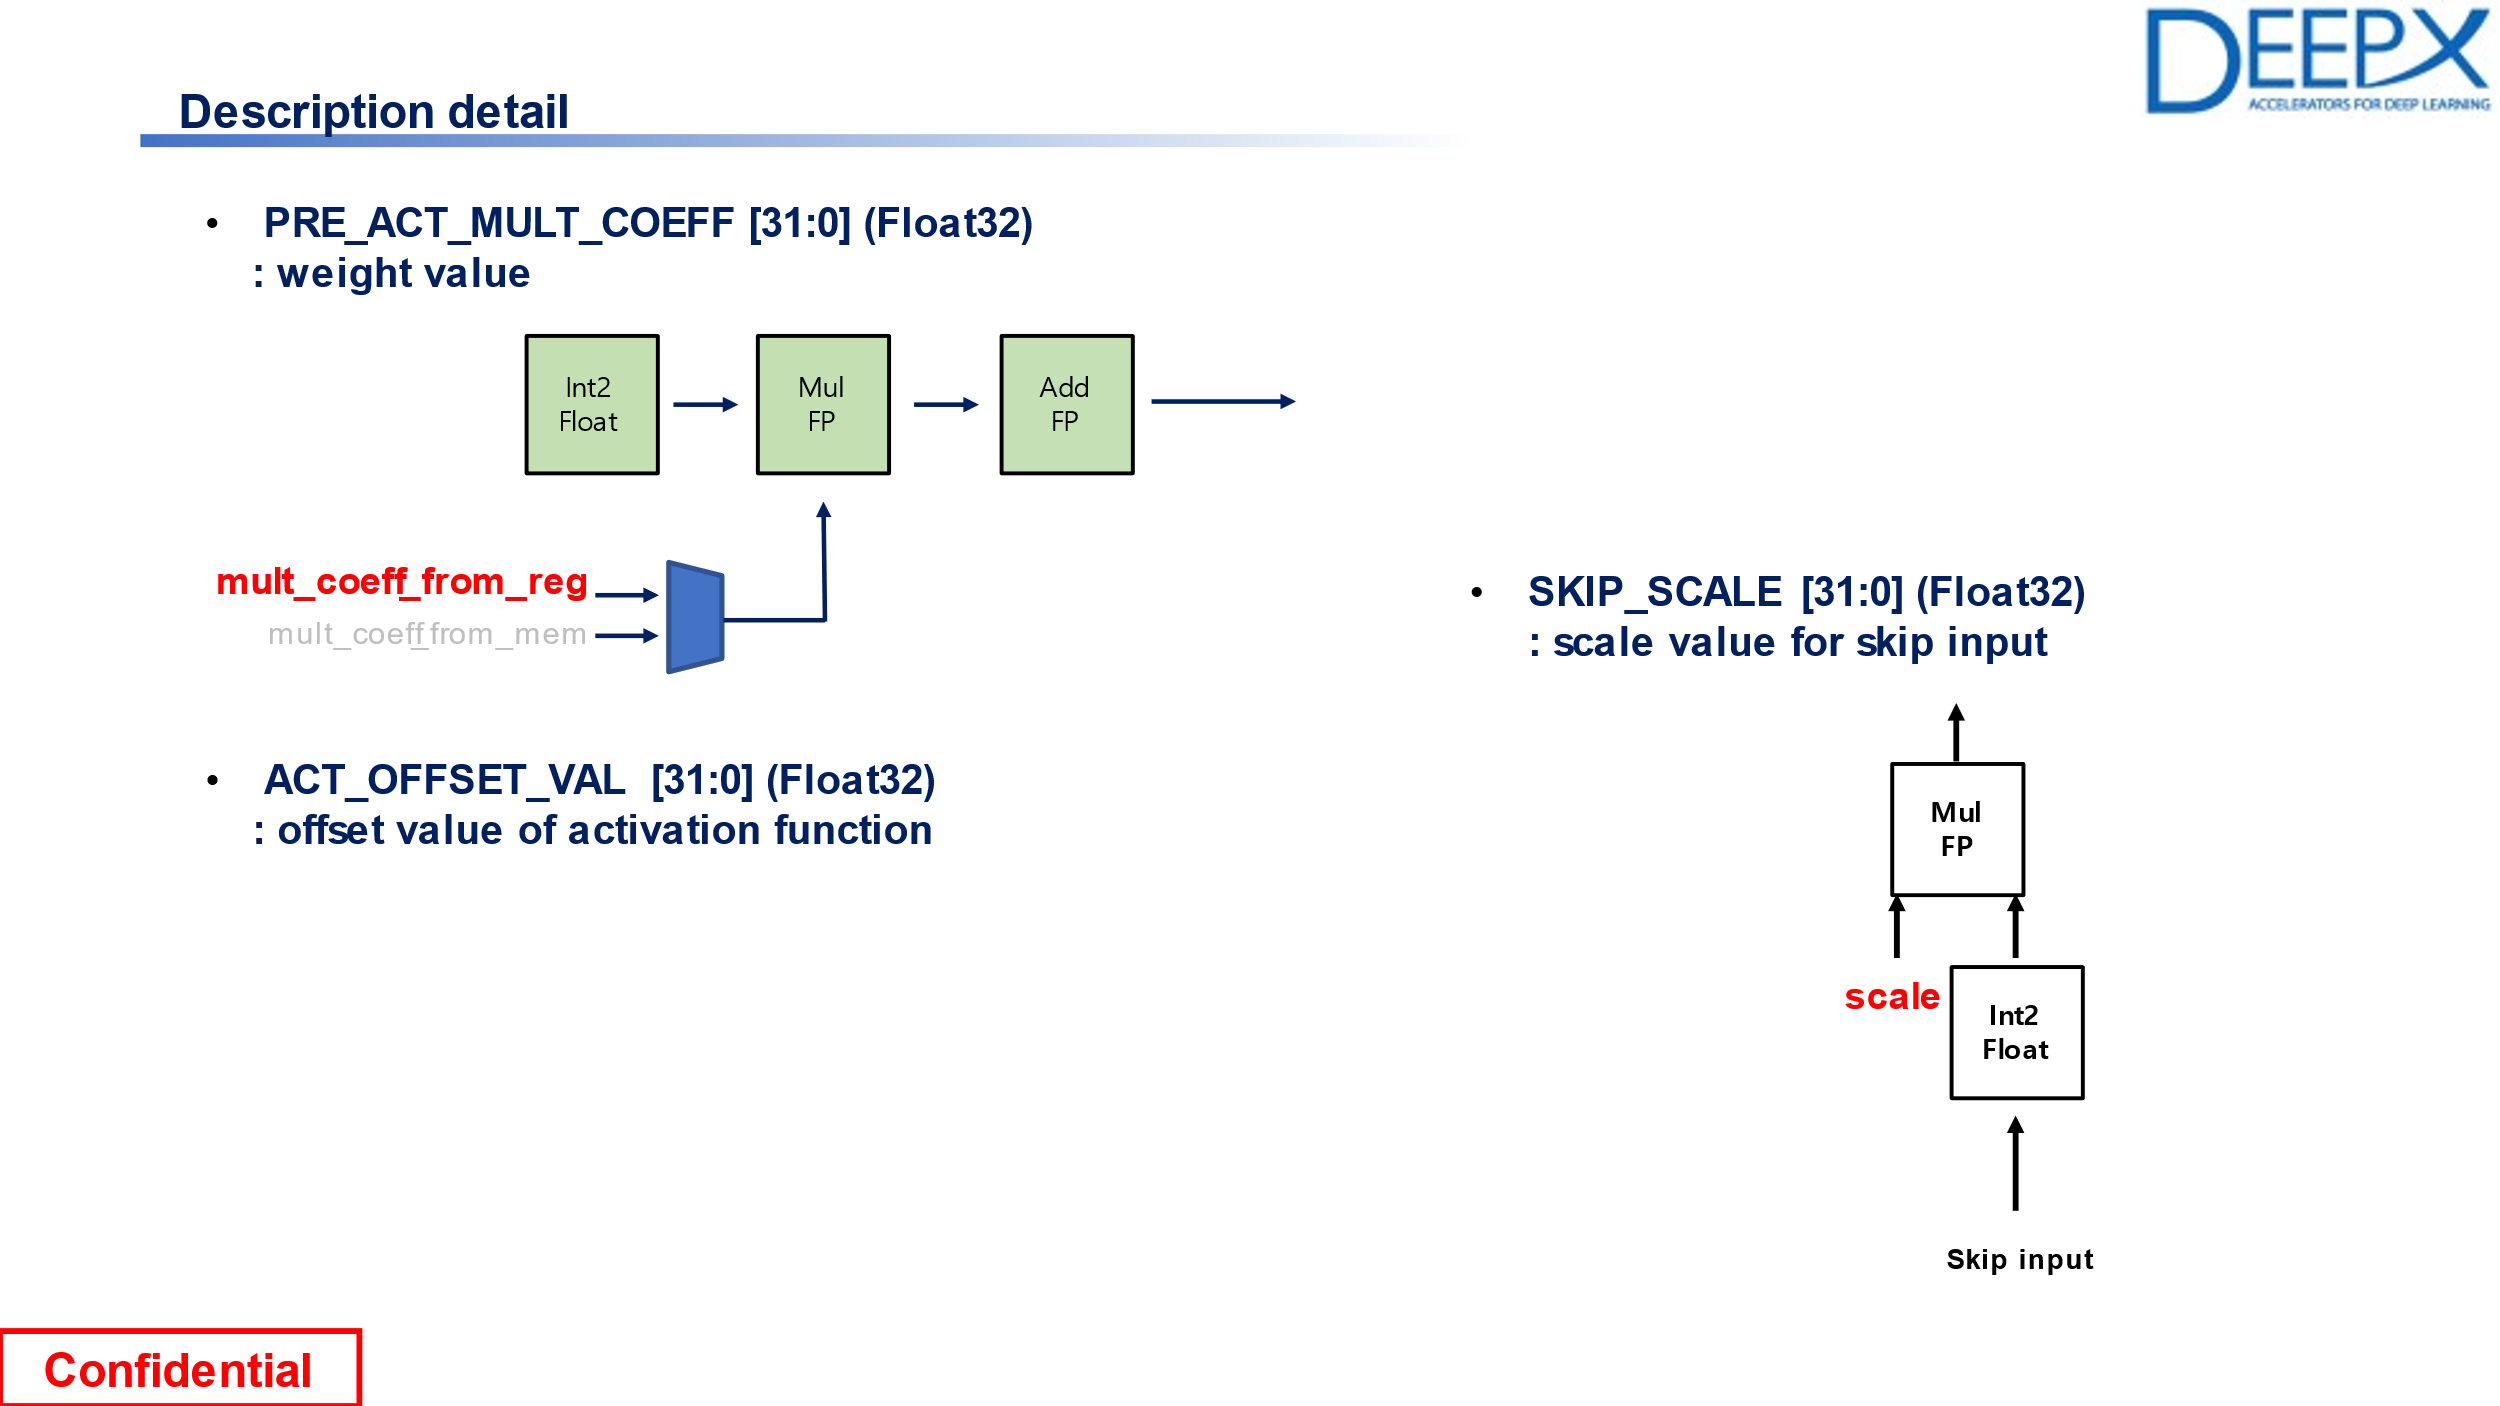 DEEPX
ACCELERATORS FOR DEEP LEARNING
Description detail
• PRE_ACT_MULT_COEFF [31:0] (Float32)
: weight value
Int2
Float
Mul
FP
Add
FP
mult_coeff_from_reg
mult_coeff_from_mem
• ACT_OFFSET_VAL [31:0] (Float32)
: offset value of activation function
• SKIP_SCALE [31:0] (Float32)
: scale value for skip input
Mul
FP
scale
Int2
Float
Skip input
Confidential